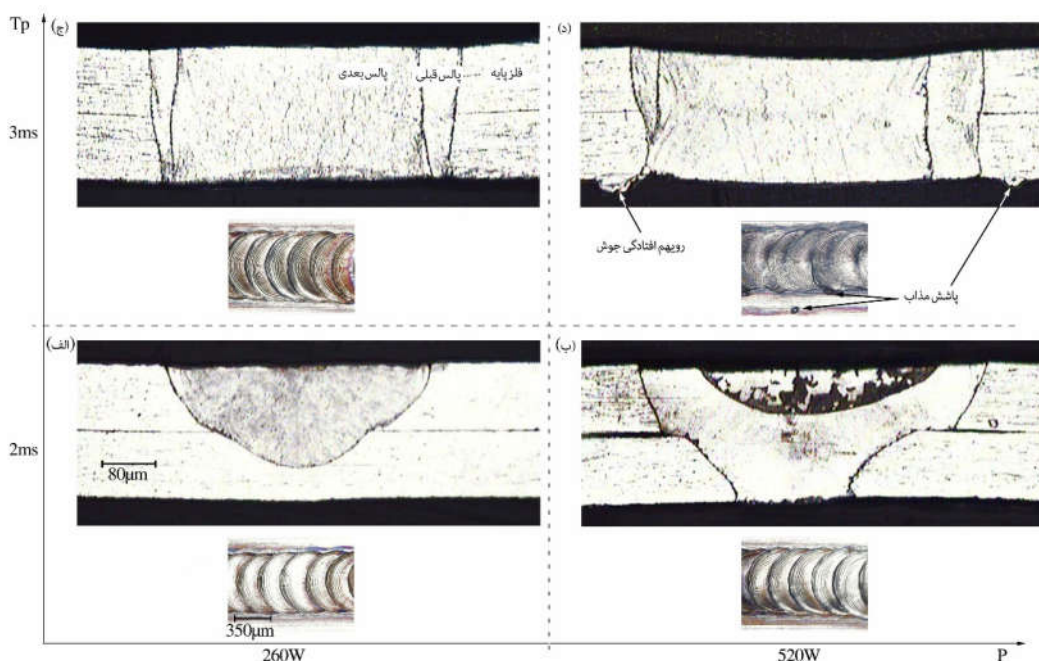 Tp
(ج)
(د)
فلز پایه
پالس قبلی
پالس بعدی
3ms
رویهم افتادگی جوش
پاشش مذاب
(الف)
(ب)
2ms
80µm
350µm
260W
520W
P